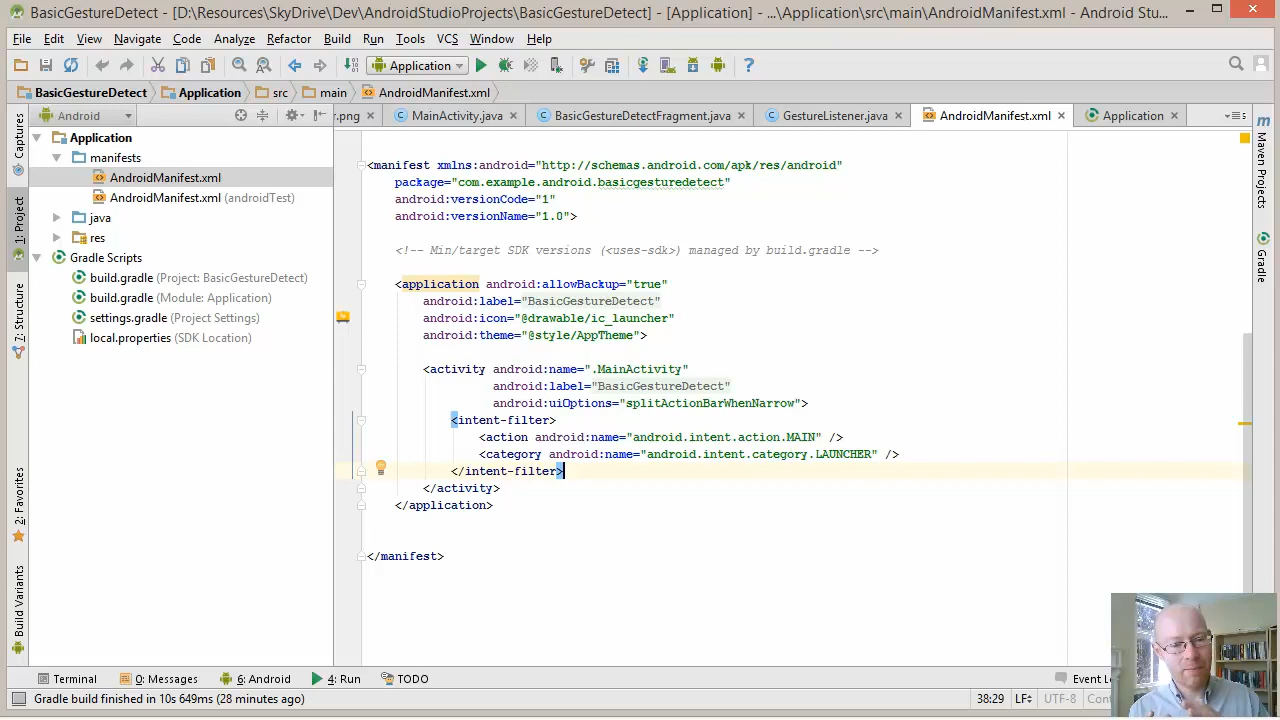 BasicGestureDetect - [D:\Resources\SkyDrive\Dev\AndroidStudioProjects\BasicGestureDetect] - [Application] - ...\Application\src\main\AndroidManifest.xml - Android Stu...
File Edit View Navigate Code Analyze Refactor Build Run Tools VCS Window Help
Application
BasicGestureDetect Application src main AndroidManifest.xml
Android
r.png MainActivity.java BasicGestureDetectFragment.java GestureListener.java AndroidManifest.xml Application
Captures
1: Project
7: Structure
2: Favorites
Build Variants
Application
manifests
AndroidManifest.xml
AndroidManifest.xml (androidTest)
java
res
Gradle Scripts
build.gradle (Project: BasicGestureDetect)
build.gradle (Module: Application)
settings.gradle (Project Settings)
local.properties (SDK Location)
<manifest xmlns:android="http://schemas.android.com/apk/res/android"
package="com.example.android.basicgesturedetect"
android:versionCode="1"
android:versionName="1.0">
<!-- Min/target SDK versions (<uses-sdk>) managed by build.gradle -->
<application android:allowBackup="true"
android:label="BasicGestureDetect"
android:icon="@drawable/ic_launcher"
android:theme="@style/AppTheme">
<activity android:name=".MainActivity"
android:label="BasicGestureDetect"
android:uiOptions="splitActionBarWhenNarrow">
<intent-filter>
<action android:name="android.intent.action.MAIN" />
<category android:name="android.intent.category.LAUNCHER" />
</intent-filter>
</activity>
</application>
</manifest>
Maven Projects
Gradle
Terminal 0: Messages 6: Android 4: Run TODO Event L
Gradle build finished in 10s 649ms (28 minutes ago) 38:29 LF UTF-8 Cont